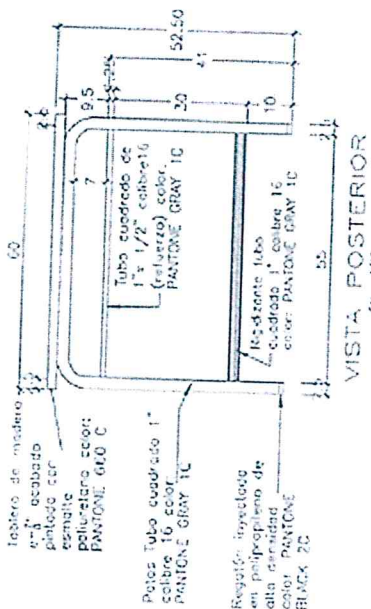 60
Tablero de madera
acabado
pintada con
esmalte
poliuretano color:
PANTONE 600 C
9.5
7
41
52.50
30
10
Tubo cuadrado de
1"x 1/2" calibre16
(refuerzo) color.
PANTONE GRAY 1C
Patas Tubo cuadrado 1"
calibre 16 color
PANTONE GRAY 1C
Rigidizante Tubo
cuadrado 1" calibre 16
color: PANTONE GRAY 1C
Regatón inyectado
en polipropileno de
alta densidad
color PANTONE
BLACK 2C
55
VISTA POSTERIOR